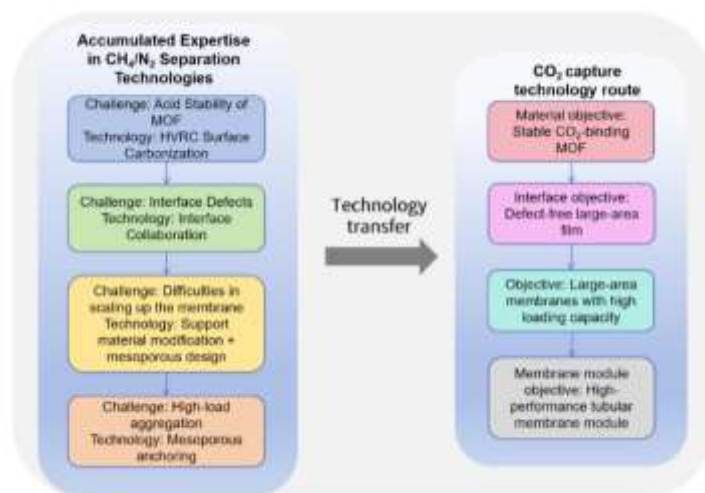 Accumulated Expertise
in CH₄/N₂ Separation
Technologies
Challenge: Acid Stability of
MOF
Technology: HVRC Surface
Carbonization
Challenge: Interface Defects
Technology: Interface
Collaboration
Challenge: Difficulties in
scaling up the membrane
Technology: Support
material modification +
mesoporous design
Challenge: High-load
aggregation
Technology: Mesoporous
anchoring
Technology
transfer
CO₂ capture
technology route
Material objective:
Stable CO₂-binding
MOF
Interface objective:
Defect-free large-area
film
Objective: Large-area
membranes with high
loading capacity
Membrane module
objective: High-
performance tubular
membrane module